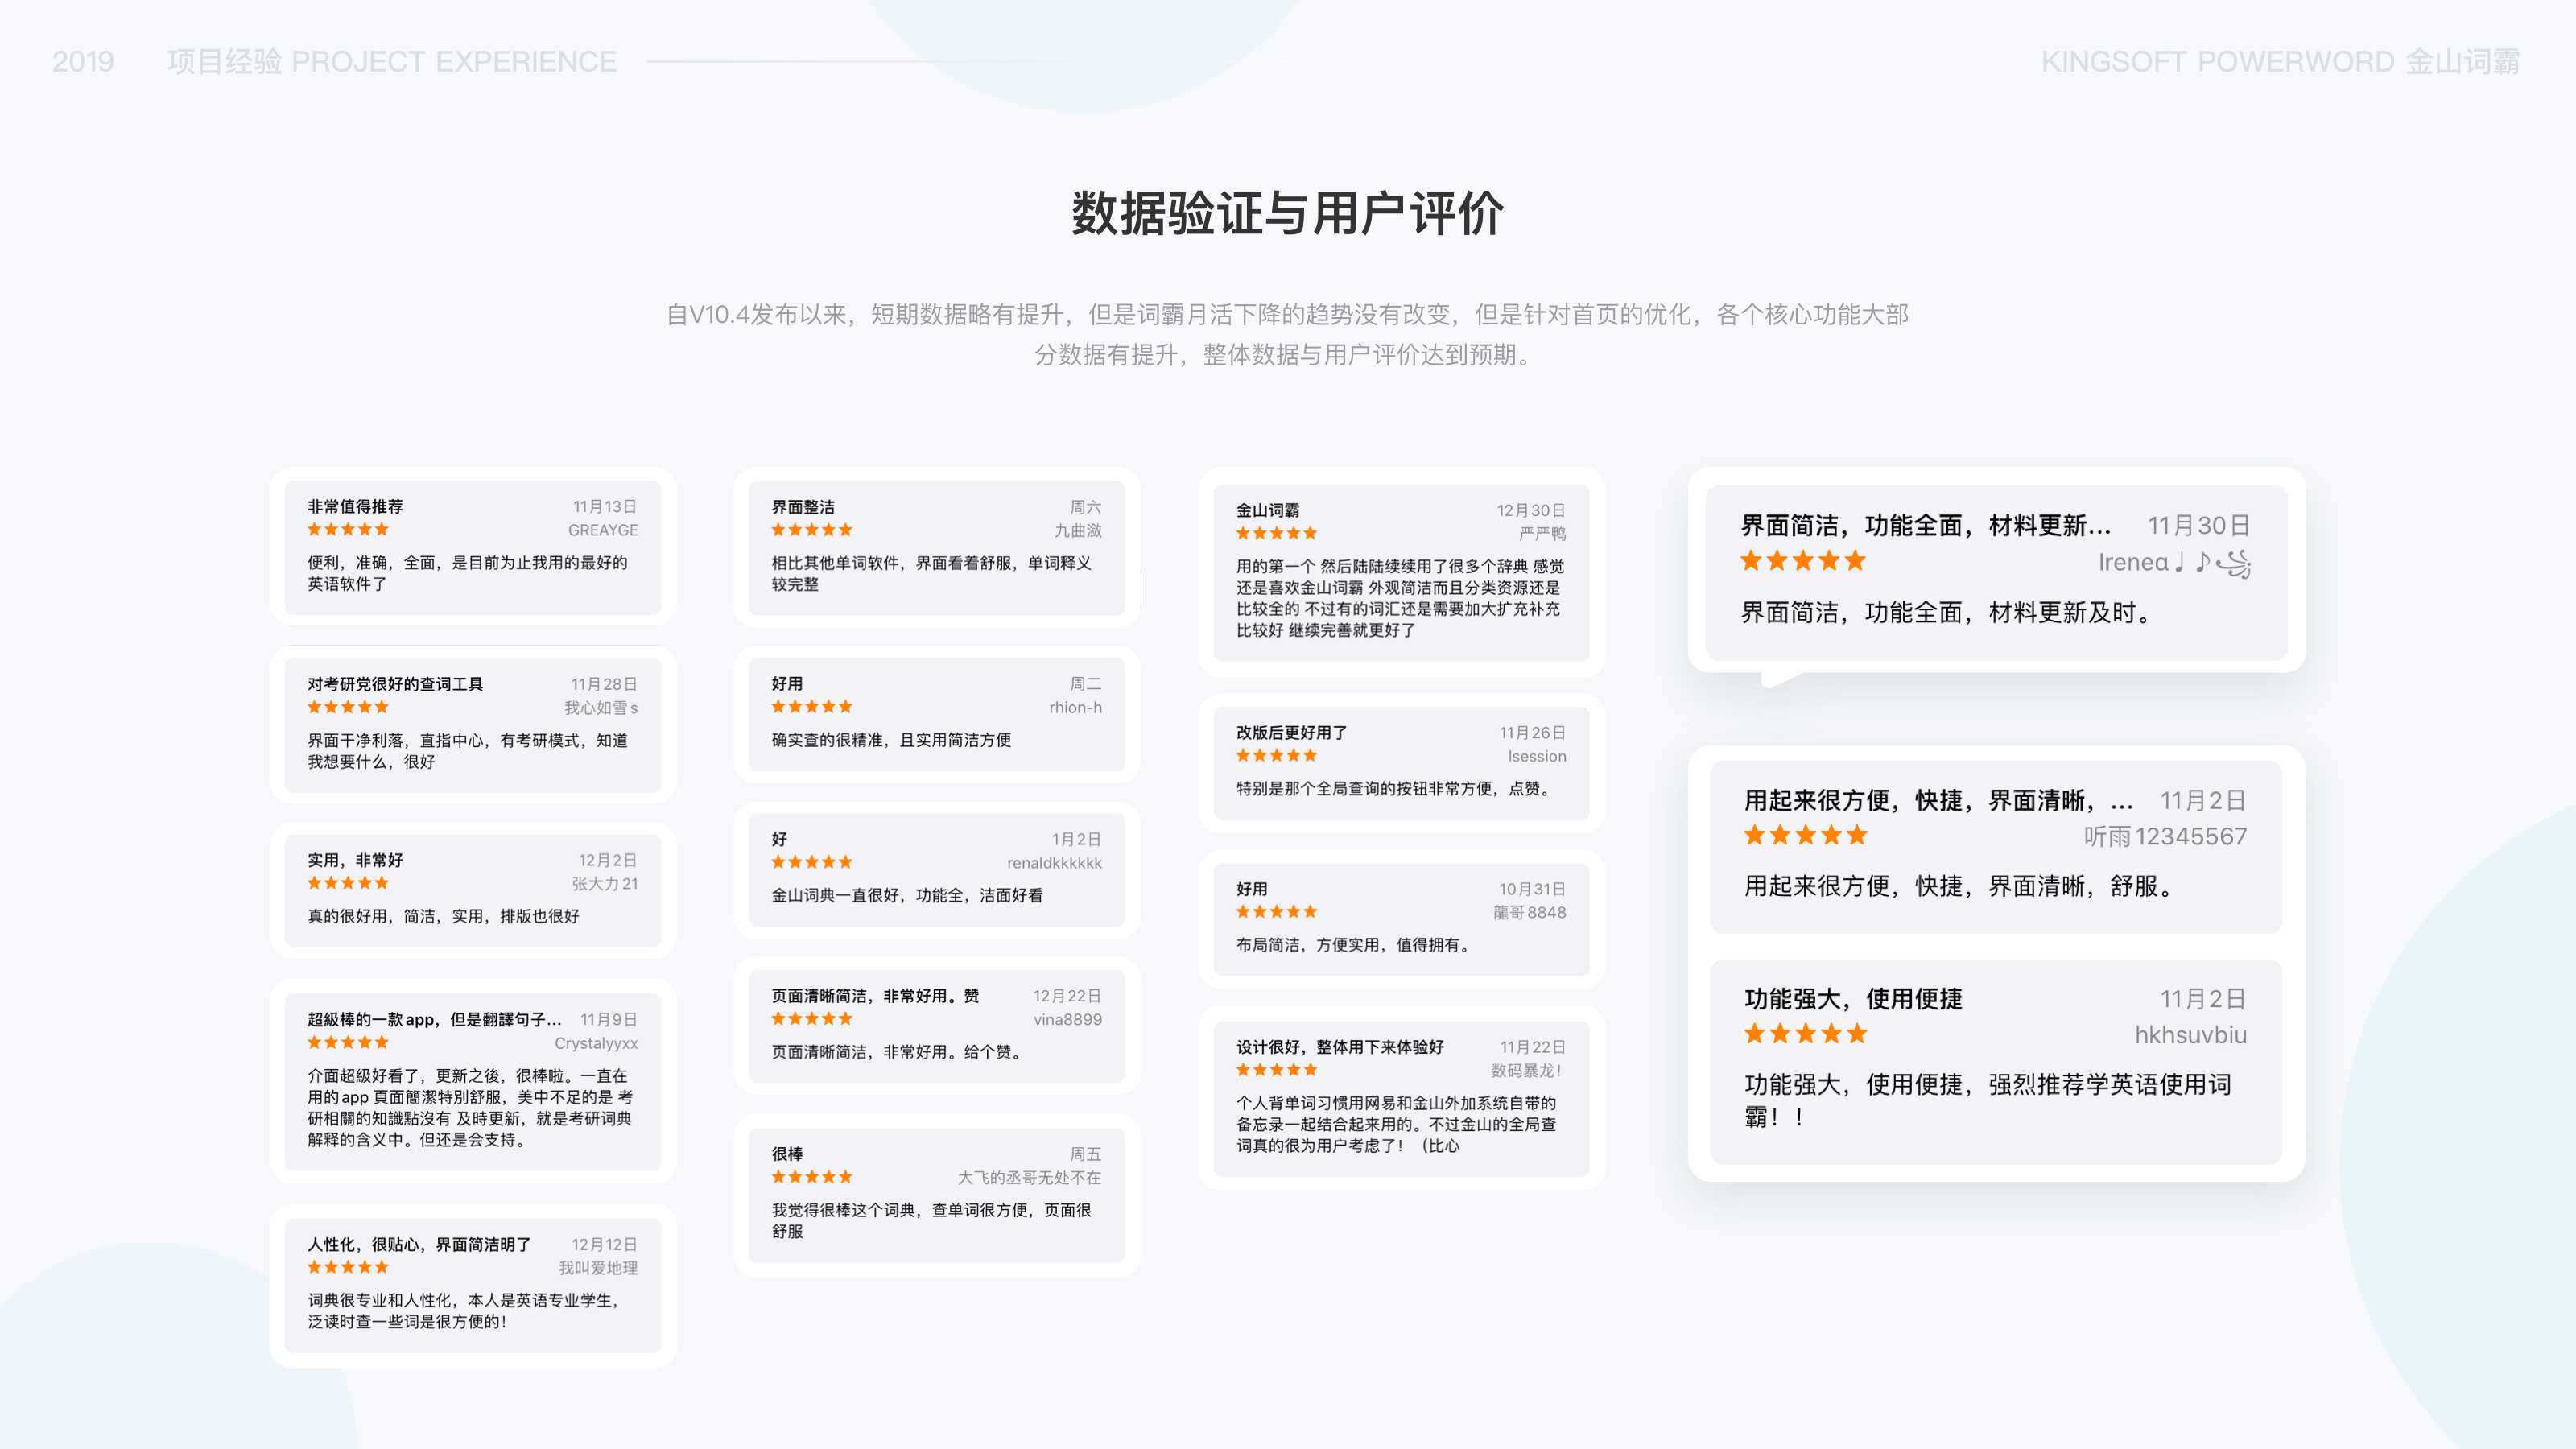 2019 项目经验 PROJECT EXPERIENCE
KINGSOFT POWERWORD 金山词霸
数据验证与用户评价
自V10.4发布以来，短期数据略有提升，但是词霸月活下降的趋势没有改变，但是针对首页的优化，各个核心功能大部
分数据有提升，整体数据与用户评价达到预期。
非常值得推荐 11月13日
★★★★★ GREAYGE
便利，准确，全面，是目前为止我用的最好的
英语软件了
对考研党很好的查词工具 11月28日
★★★★★ 我心如雪s
界面干净利落，直指中心，有考研模式，知道
我想要什么，很好
实用，非常好 12月2日
★★★★★ 张大力21
真的很好用，简洁，实用，排版也很好
超級棒的一款app，但是翻譯句子... 11月9日
★★★★★ Crystalyyxx
介面超級好看了，更新之後，很棒啦。一直在
用的app 頁面簡潔特別舒服，美中不足的是 考
研相關的知識點沒有 及時更新，就是考研词典
解释的含义中。但还是会支持。
人性化，很贴心，界面简洁明了 12月12日
★★★★★ 我叫爱地理
词典很专业和人性化，本人是英语专业学生，
泛读时查一些词是很方便的！
界面整洁 周六
★★★★★ 九曲潋
相比其他单词软件，界面看着舒服，单词释义
较完整
好用 周二
★★★★★ rhion-h
确实查的很精准，且实用简洁方便
好 1月2日
★★★★★ renaldkkkkkk
金山词典一直很好，功能全，洁面好看
页面清晰简洁，非常好用。赞 12月22日
★★★★★ vina8899
页面清晰简洁，非常好用。给个赞。
很棒 周五
★★★★★ 大飞的丞哥无处不在
我觉得很棒这个词典，查单词很方便，页面很
舒服
金山词霸 12月30日
★★★★★ 严严鸭
用的第一个 然后陆陆续续用了很多个辞典 感觉
还是喜欢金山词霸 外观简洁而且分类资源还是
比较全的 不过有的词汇还是需要加大扩充补充
比较好 继续完善就更好了
改版后更好用了 11月26日
★★★★★ lsession
特别是那个全局查询的按钮非常方便，点赞。
好用 10月31日
★★★★★ 龍哥8848
布局简洁，方便实用，值得拥有。
设计很好，整体用下来体验好 11月22日
★★★★★ 数码暴龙！
个人背单词习惯用网易和金山外加系统自带的
备忘录一起结合起来用的。不过金山的全局查
词真的很为用户考虑了！（比心
界面简洁，功能全面，材料更新... 11月30日
★★★★★ Ireneɑ♩♪꧁
界面简洁，功能全面，材料更新及时。
用起来很方便，快捷，界面清晰，... 11月2日
★★★★★ 听雨12345567
用起来很方便，快捷，界面清晰，舒服。
功能强大，使用便捷 11月2日
★★★★★ hkhsuvbiu
功能强大，使用便捷，强烈推荐学英语使用词
霸！！